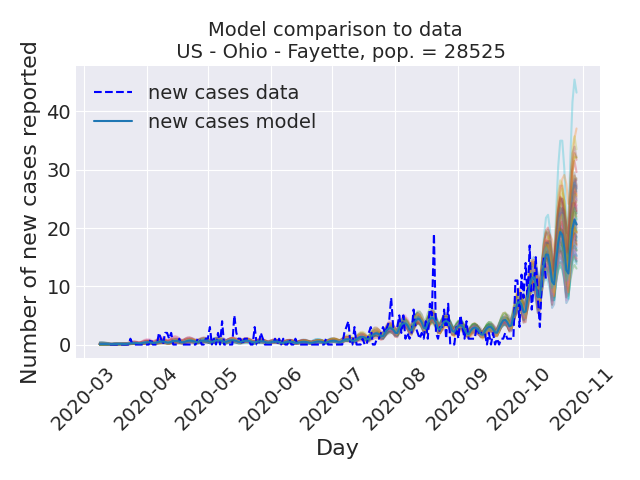 Model comparison to data
US - Ohio - Fayette, pop. = 28525
new cases data
new cases model
Number of new cases reported
40
30
20
10
0
2020-03
2020-04
2020-05
2020-06
2020-07
2020-08
2020-09
2020-10
2020-11
Day